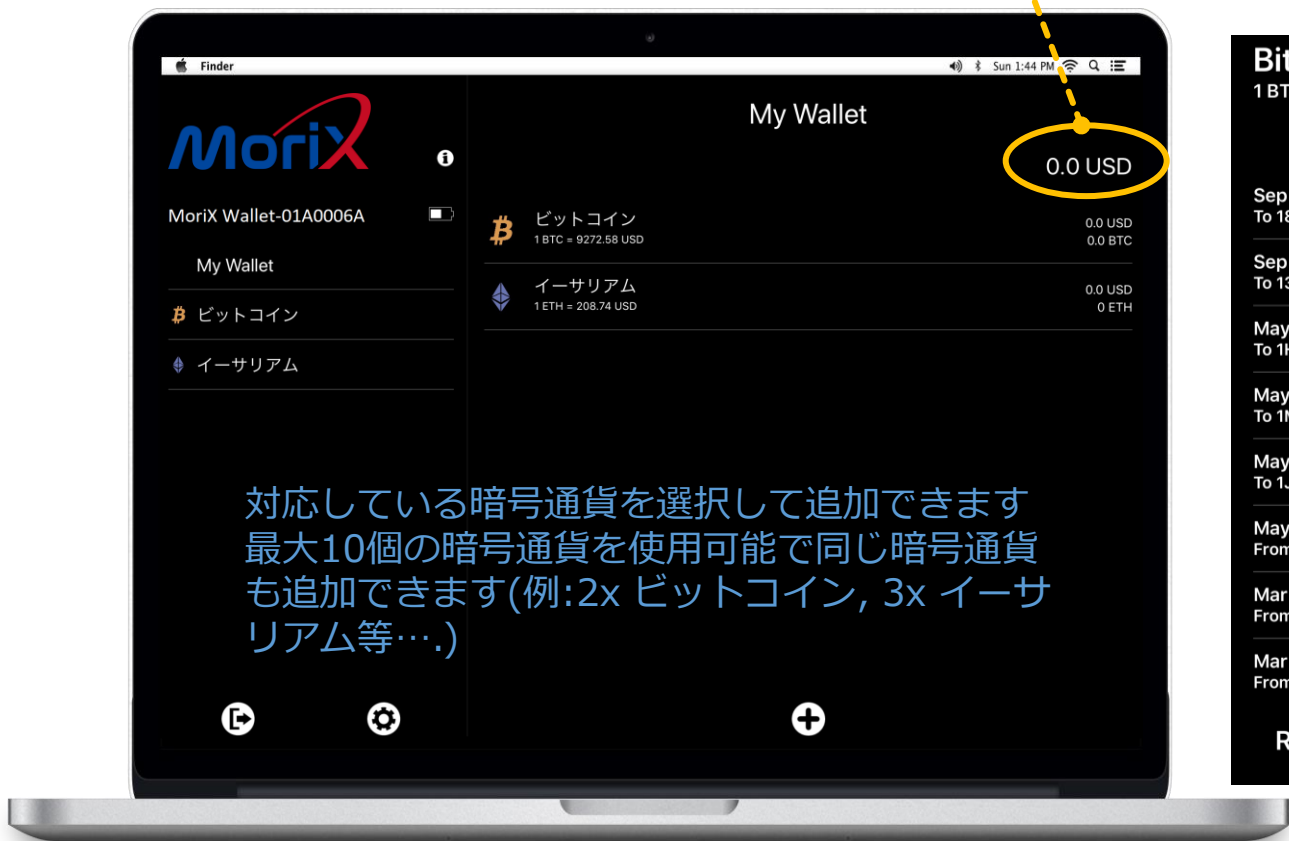 Finder
Sun 1:44 PM
MoriX
MoriX Wallet-01A0006A
My Wallet
ビットコイン
イーサリアム
My Wallet
0.0 USD
ビットコイン
1 BTC = 9272.58 USD
0.0 USD
0.0 BTC
イーサリアム
1 ETH = 208.74 USD
0.0 USD
0 ETH
対応している暗号通貨を選択して追加できます
最大10個の暗号通貨を使用可能で同じ暗号通貨
も追加できます(例:2x ビットコイン, 3x イーサ
リアム等….)
Sep
To
Sep
To
May
To
May
To
May
To
May
From
Mar
From
Mar
From